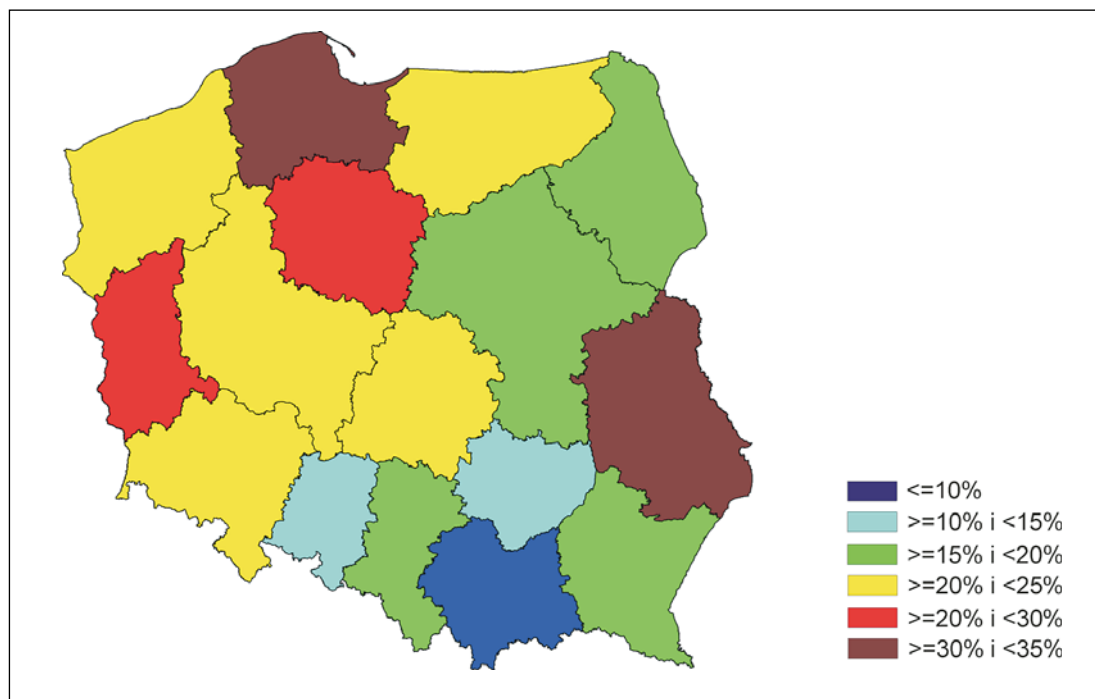 <=10%
>=10% i <15%
>=15% i <20%
>=20% i <25%
>=20% i <30%
>=30% i <35%